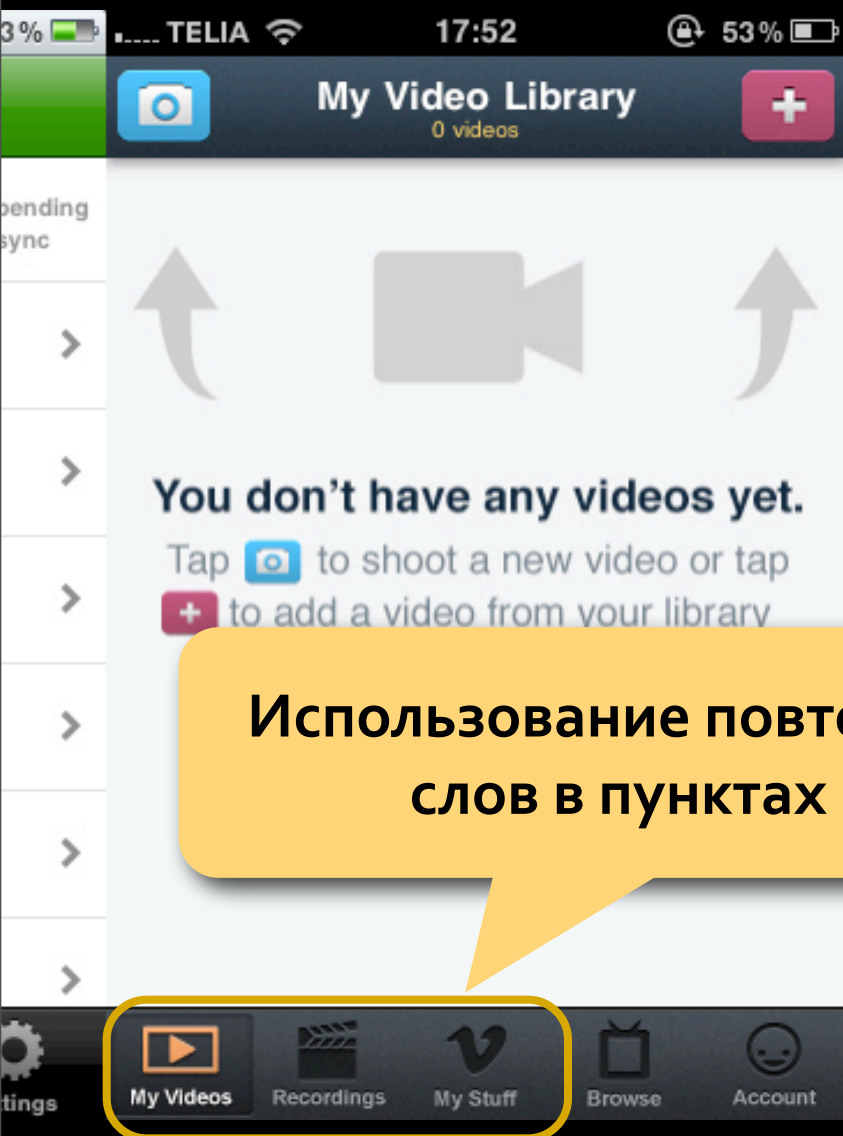 3%
TELIA 17:52 53%
My Video Library
0 videos
pending
sync
You don't have any videos yet.
Tap to shoot a new video or tap
to add a video from your library
Использование
слов в пунктах
My Videos Recordings My Stuff Browse Account